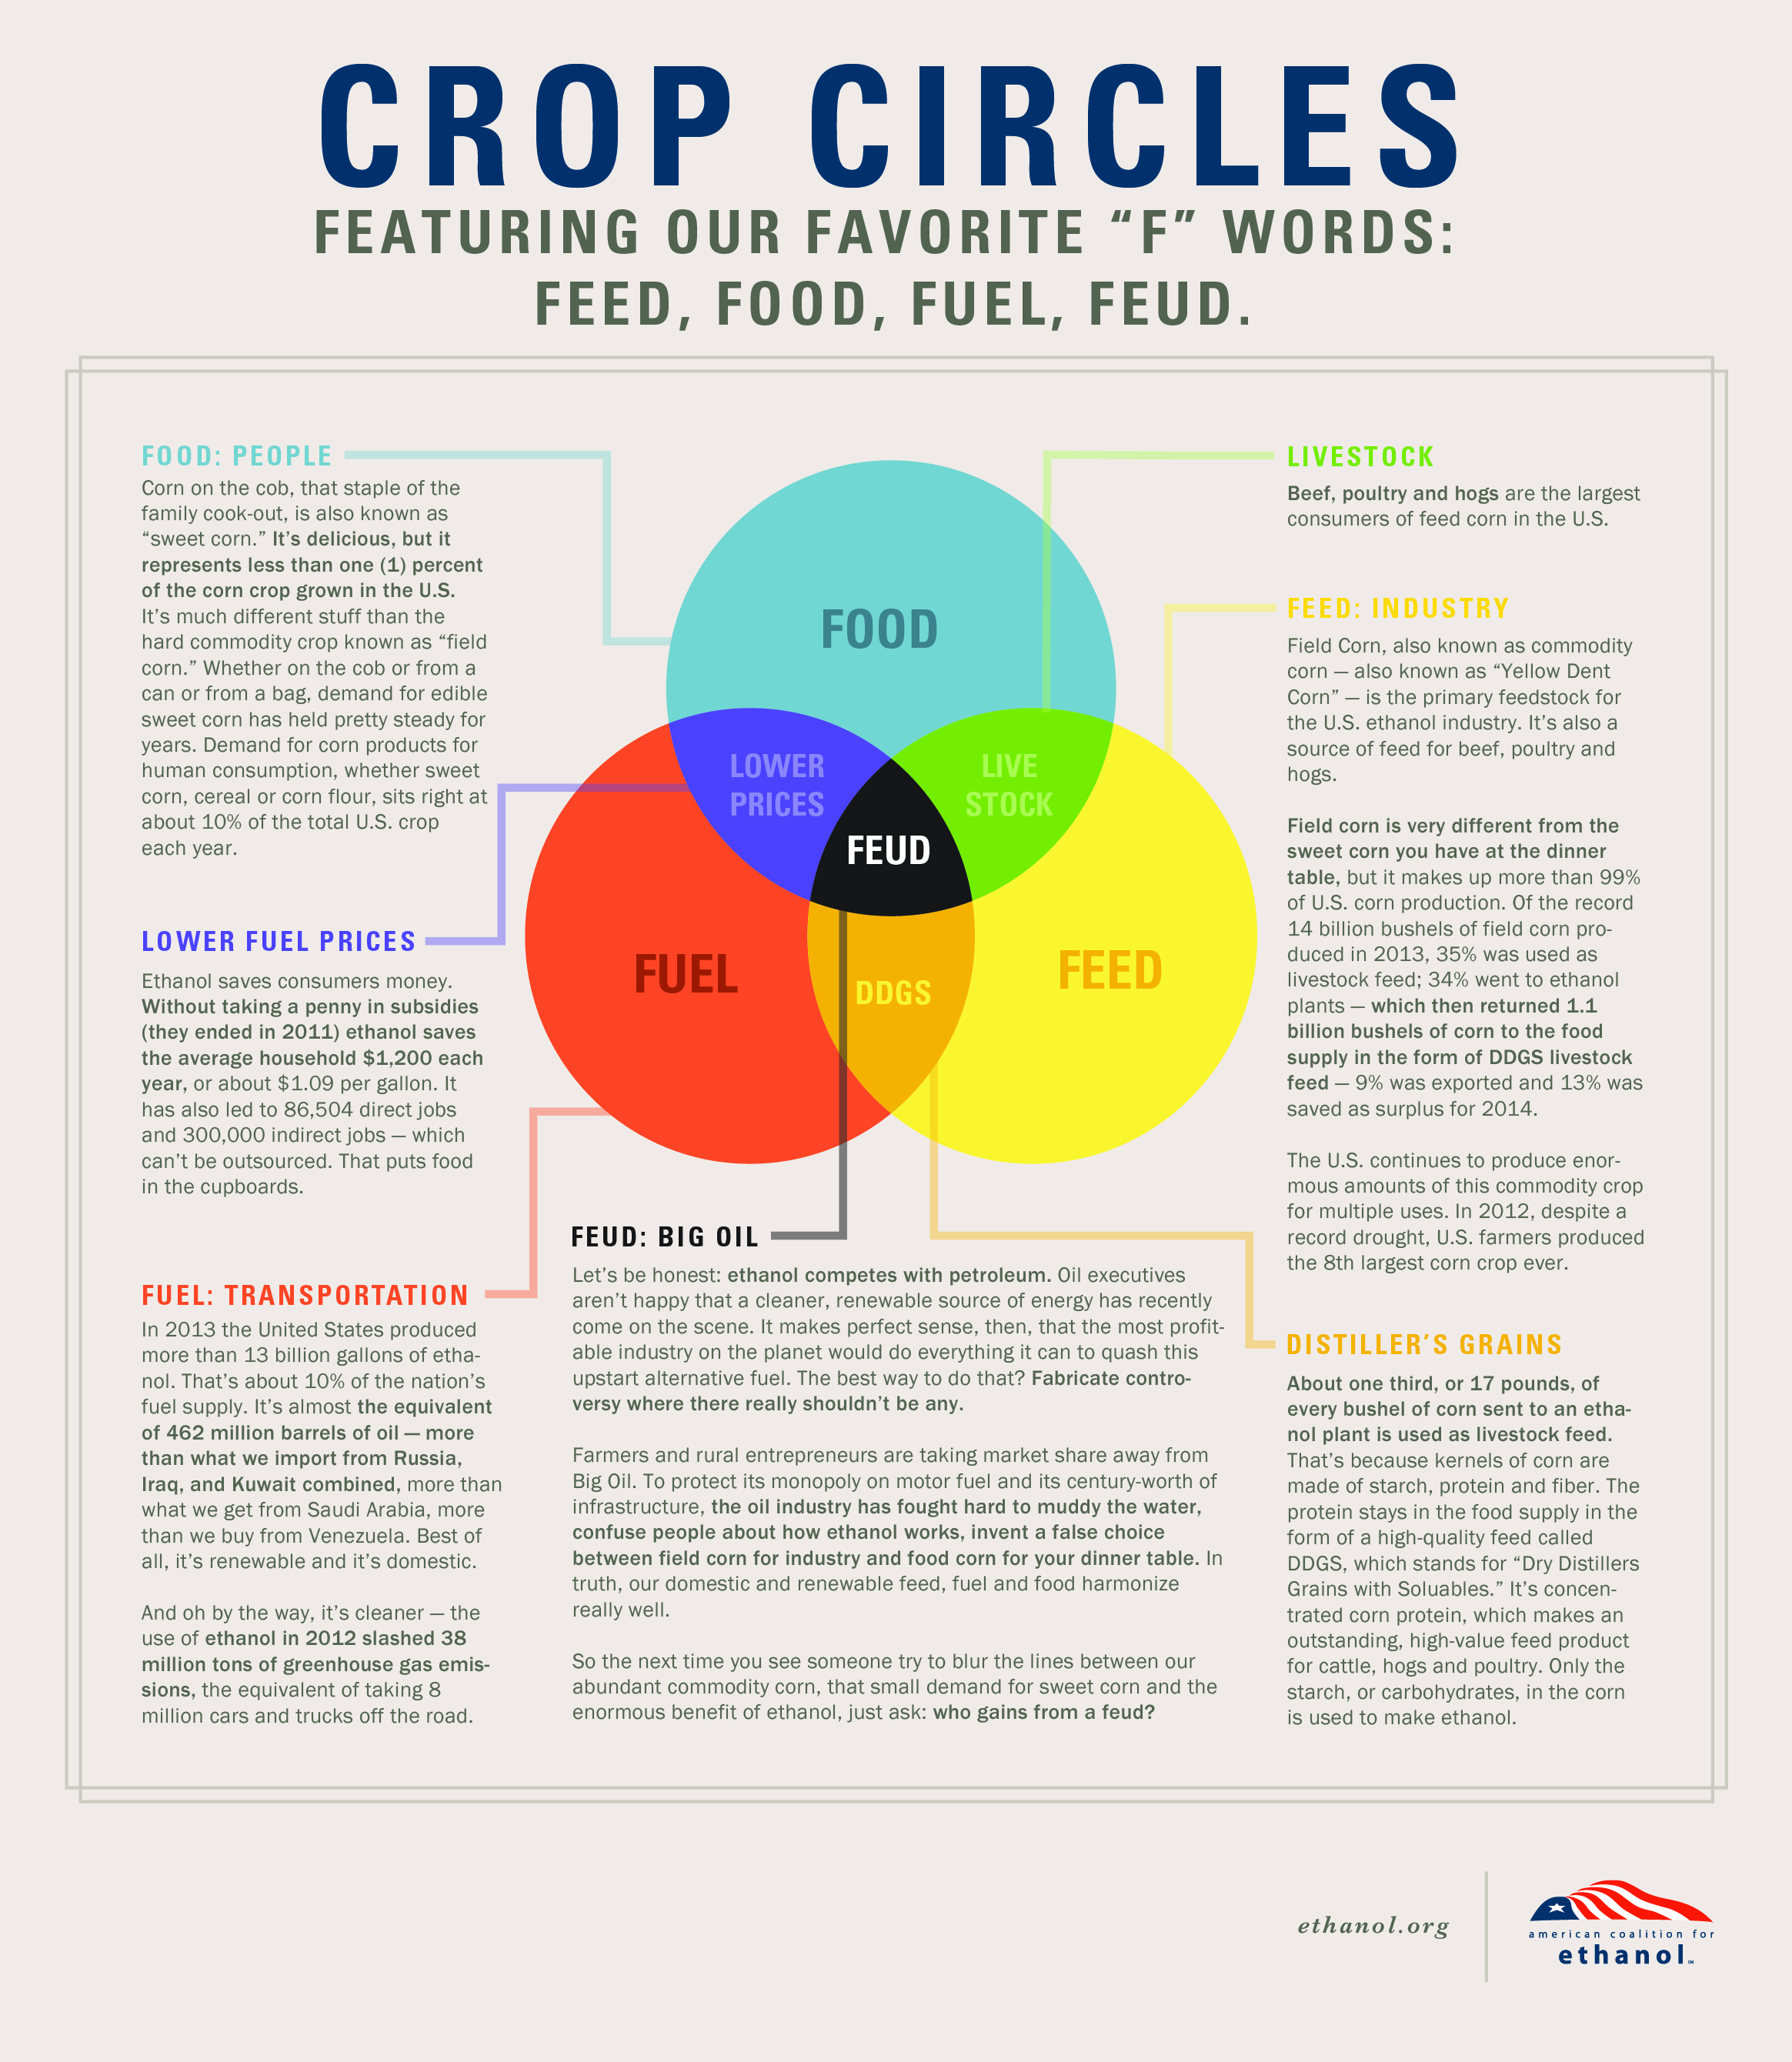 CROP CIRCLES
FEATURING OUR FAVORITE “F” WORDS:
FEED, FOOD, FUEL, FEUD.
FOOD: PEOPLE
Corn on the cob, that staple of the
family cook-out, is also known as
“sweet corn.” It’s delicious, but it
represents less than one (1) percent
of the corn crop grown in the U.S.
It’s much different stuff than the
hard commodity crop known as “field
corn.” Whether on the cob or from a
can or from a bag, demand for edible
sweet corn has held pretty steady for
years. Demand for corn products for
human consumption, whether sweet
corn, cereal or corn flour, sits right at
about 10% of the total U.S. crop
each year.
LOWER FUEL PRICES
Ethanol saves consumers money.
Without taking a penny in subsidies
(they ended in 2011) ethanol saves
the average household $1,200 each
year, or about $1.09 per gallon. It
has also led to 86,504 direct jobs
and 300,000 indirect jobs — which
can’t be outsourced. That puts food
in the cupboards.
FUEL: TRANSPORTATION
In 2013 the United States produced
more than 13 billion gallons of etha-
nol. That’s about 10% of the nation’s
fuel supply. It’s almost the equivalent
of 462 million barrels of oil — more
than what we import from Russia,
Iraq, and Kuwait combined, more than
what we get from Saudi Arabia, more
than we buy from Venezuela. Best of
all, it’s renewable and it’s domestic.
And oh by the way, it’s cleaner — the
use of ethanol in 2012 slashed 38
million tons of greenhouse gas emis-
sions, the equivalent of taking 8
million cars and trucks off the road.
FOOD
LOWER
PRICES
LIVE
STOCK
FEUD
FUEL
DDGS
FEED
FEUD: BIG OIL
Let’s be honest: ethanol competes with petroleum. Oil executives
aren’t happy that a cleaner, renewable source of energy has recently
come on the scene. It makes perfect sense, then, that the most profit-
able industry on the planet would do everything it can to quash this
upstart alternative fuel. The best way to do that? Fabricate contro-
versy where there really shouldn’t be any.
Farmers and rural entrepreneurs are taking market share away from
Big Oil. To protect its monopoly on motor fuel and its century-worth of
infrastructure, the oil industry has fought hard to muddy the water,
confuse people about how ethanol works, invent a false choice
between field corn for industry and food corn for your dinner table. In
truth, our domestic and renewable feed, fuel and food harmonize
really well.
So the next time you see someone try to blur the lines between our
abundant commodity corn, that small demand for sweet corn and the
enormous benefit of ethanol, just ask: who gains from a feud?
LIVESTOCK
Beef, poultry and hogs are the largest
consumers of feed corn in the U.S.
FEED: INDUSTRY
Field Corn, also known as commodity
corn — also known as “Yellow Dent
Corn” — is the primary feedstock for
the U.S. ethanol industry. It’s also a
source of feed for beef, poultry and
hogs.
Field corn is very different from the
sweet corn you have at the dinner
table, but it makes up more than 99%
of U.S. corn production. Of the record
14 billion bushels of field corn pro-
duced in 2013, 35% was used as
livestock feed; 34% went to ethanol
plants — which then returned 1.1
billion bushels of corn to the food
supply in the form of DDGS livestock
feed — 9% was exported and 13% was
saved as surplus for 2014.
The U.S. continues to produce enor-
mous amounts of this commodity crop
for multiple uses. In 2012, despite a
record drought, U.S. farmers produced
the 8th largest corn crop ever.
DISTILLER’S GRAINS
About one third, or 17 pounds, of
every bushel of corn sent to an etha-
nol plant is used as livestock feed.
That’s because kernels of corn are
made of starch, protein and fiber. The
protein stays in the food supply in the
form of a high-quality feed called
DDGS, which stands for “Dry Distillers
Grains with Soluables.” It’s concen-
trated corn protein, which makes an
outstanding, high-value feed product
for cattle, hogs and poultry. Only the
starch, or carbohydrates, in the corn
is used to make ethanol.
ethanol.org
american coalition for
ethanol